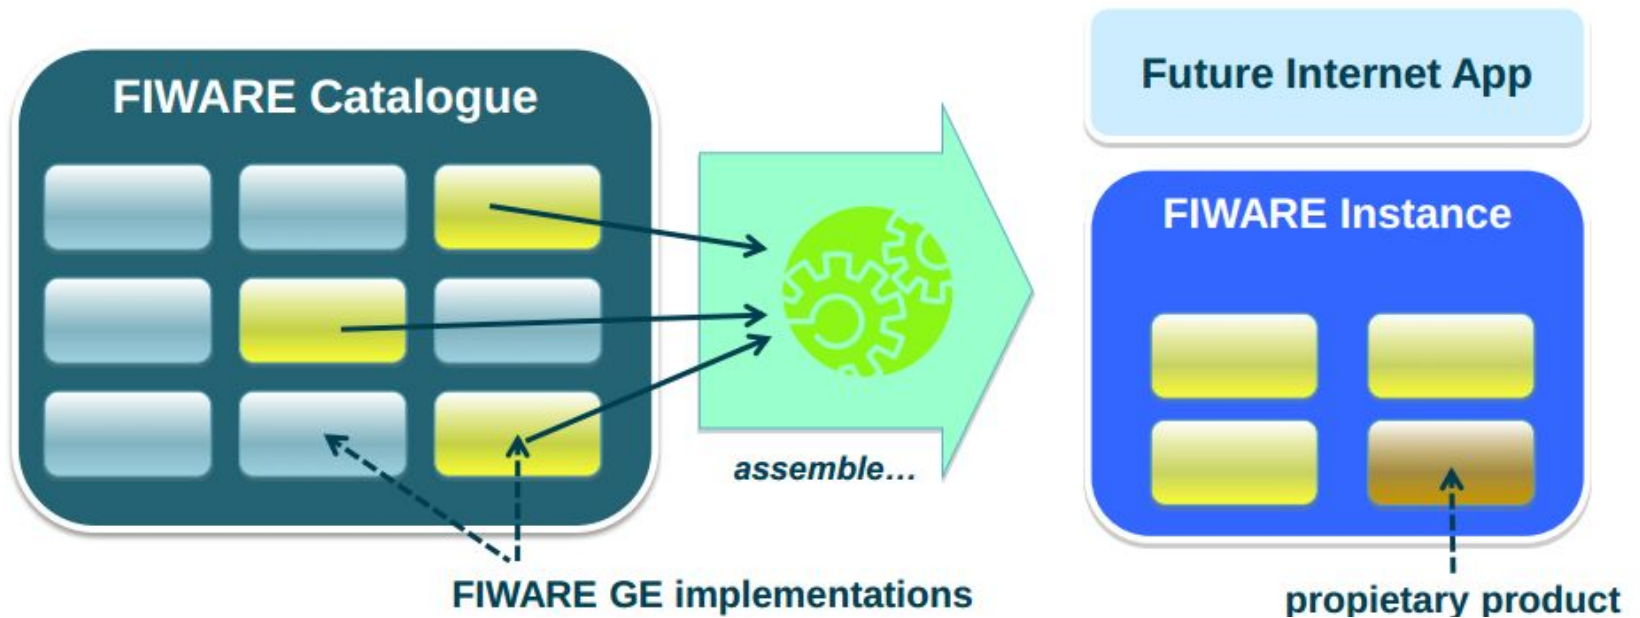 FIWARE Catalogue
Future Internet App
FIWARE Instance
assemble…
FIWARE GE implementations
propietary product